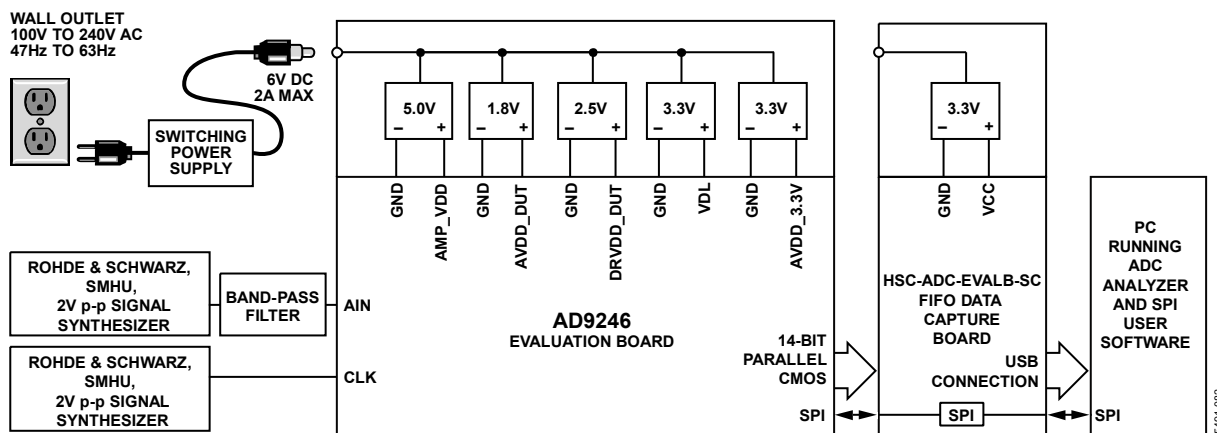 WALL OUTLET
100V TO 240V AC
47Hz TO 63Hz
6V DC
2A MAX
SWITCHING
POWER
SUPPLY
5.0V
– +
1.8V
– +
2.5V
– +
3.3V
– +
3.3V
– +
3.3V
– +
GND
AMP_VDD
GND
AVDD_DUT
GND
DRVDD_DUT
GND
VDL
GND
AVDD_3.3V
GND
VCC
ROHDE & SCHWARZ,
SMHU,
2V p-p SIGNAL
SYNTHESIZER
BAND-PASS
FILTER
AIN
ROHDE & SCHWARZ,
SMHU,
2V p-p SIGNAL
SYNTHESIZER
CLK
AD9246
EVALUATION BOARD
14-BIT
PARALLEL
CMOS
SPI
HSC-ADC-EVALB-SC
FIFO DATA
CAPTURE
BOARD
USB
CONNECTION
SPI
PC
RUNNING
ADC
ANALYZER
AND SPI
USER
SOFTWARE
SPI